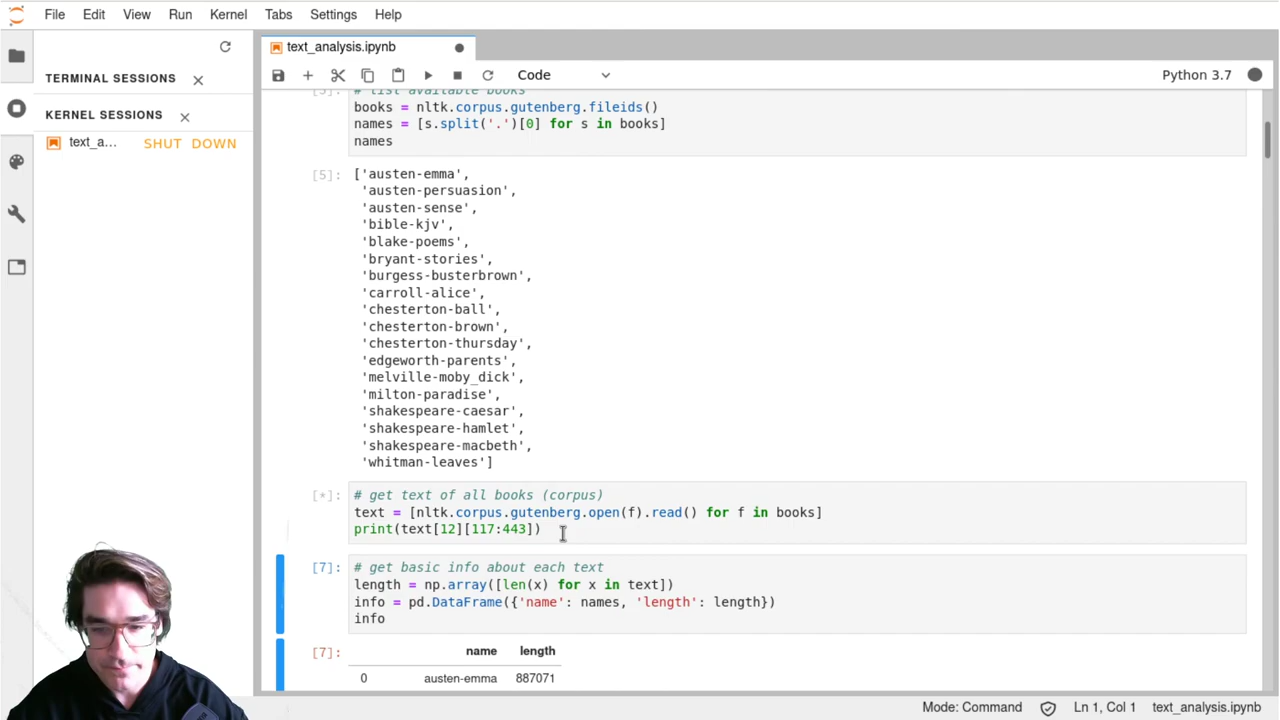 File Edit View Run Kernel Tabs Settings Help
text_analysis.ipynb
TERMINAL SESSIONS
KERNEL SESSIONS
text_a... SHUT DOWN
Code
Python 3.7
# list available books
books = nltk.corpus.gutenberg.fileids()
names = [s.split('.')[0] for s in books]
names
[5]: ['austen-emma',
'austen-persuasion',
'austen-sense',
'bible-kjv',
'blake-poems',
'bryant-stories',
'burgess-busterbrown',
'carroll-alice',
'chesterton-ball',
'chesterton-brown',
'chesterton-thursday',
'edgeworth-parents',
'melville-moby_dick',
'milton-paradise',
'shakespeare-caesar',
'shakespeare-hamlet',
'shakespeare-macbeth',
'whitman-leaves']
[*]: # get text of all books (corpus)
text = [nltk.corpus.gutenberg.open(f).read() for f in books]
print(text[12][117:443])
[7]: # get basic info about each text
length = np.array([len(x) for x in text])
info = pd.DataFrame({'name': names, 'length': length})
info
[7]: name length
0 austen-emma 887071
Mode: Command Ln 1, Col 1 text_analysis.ipynb